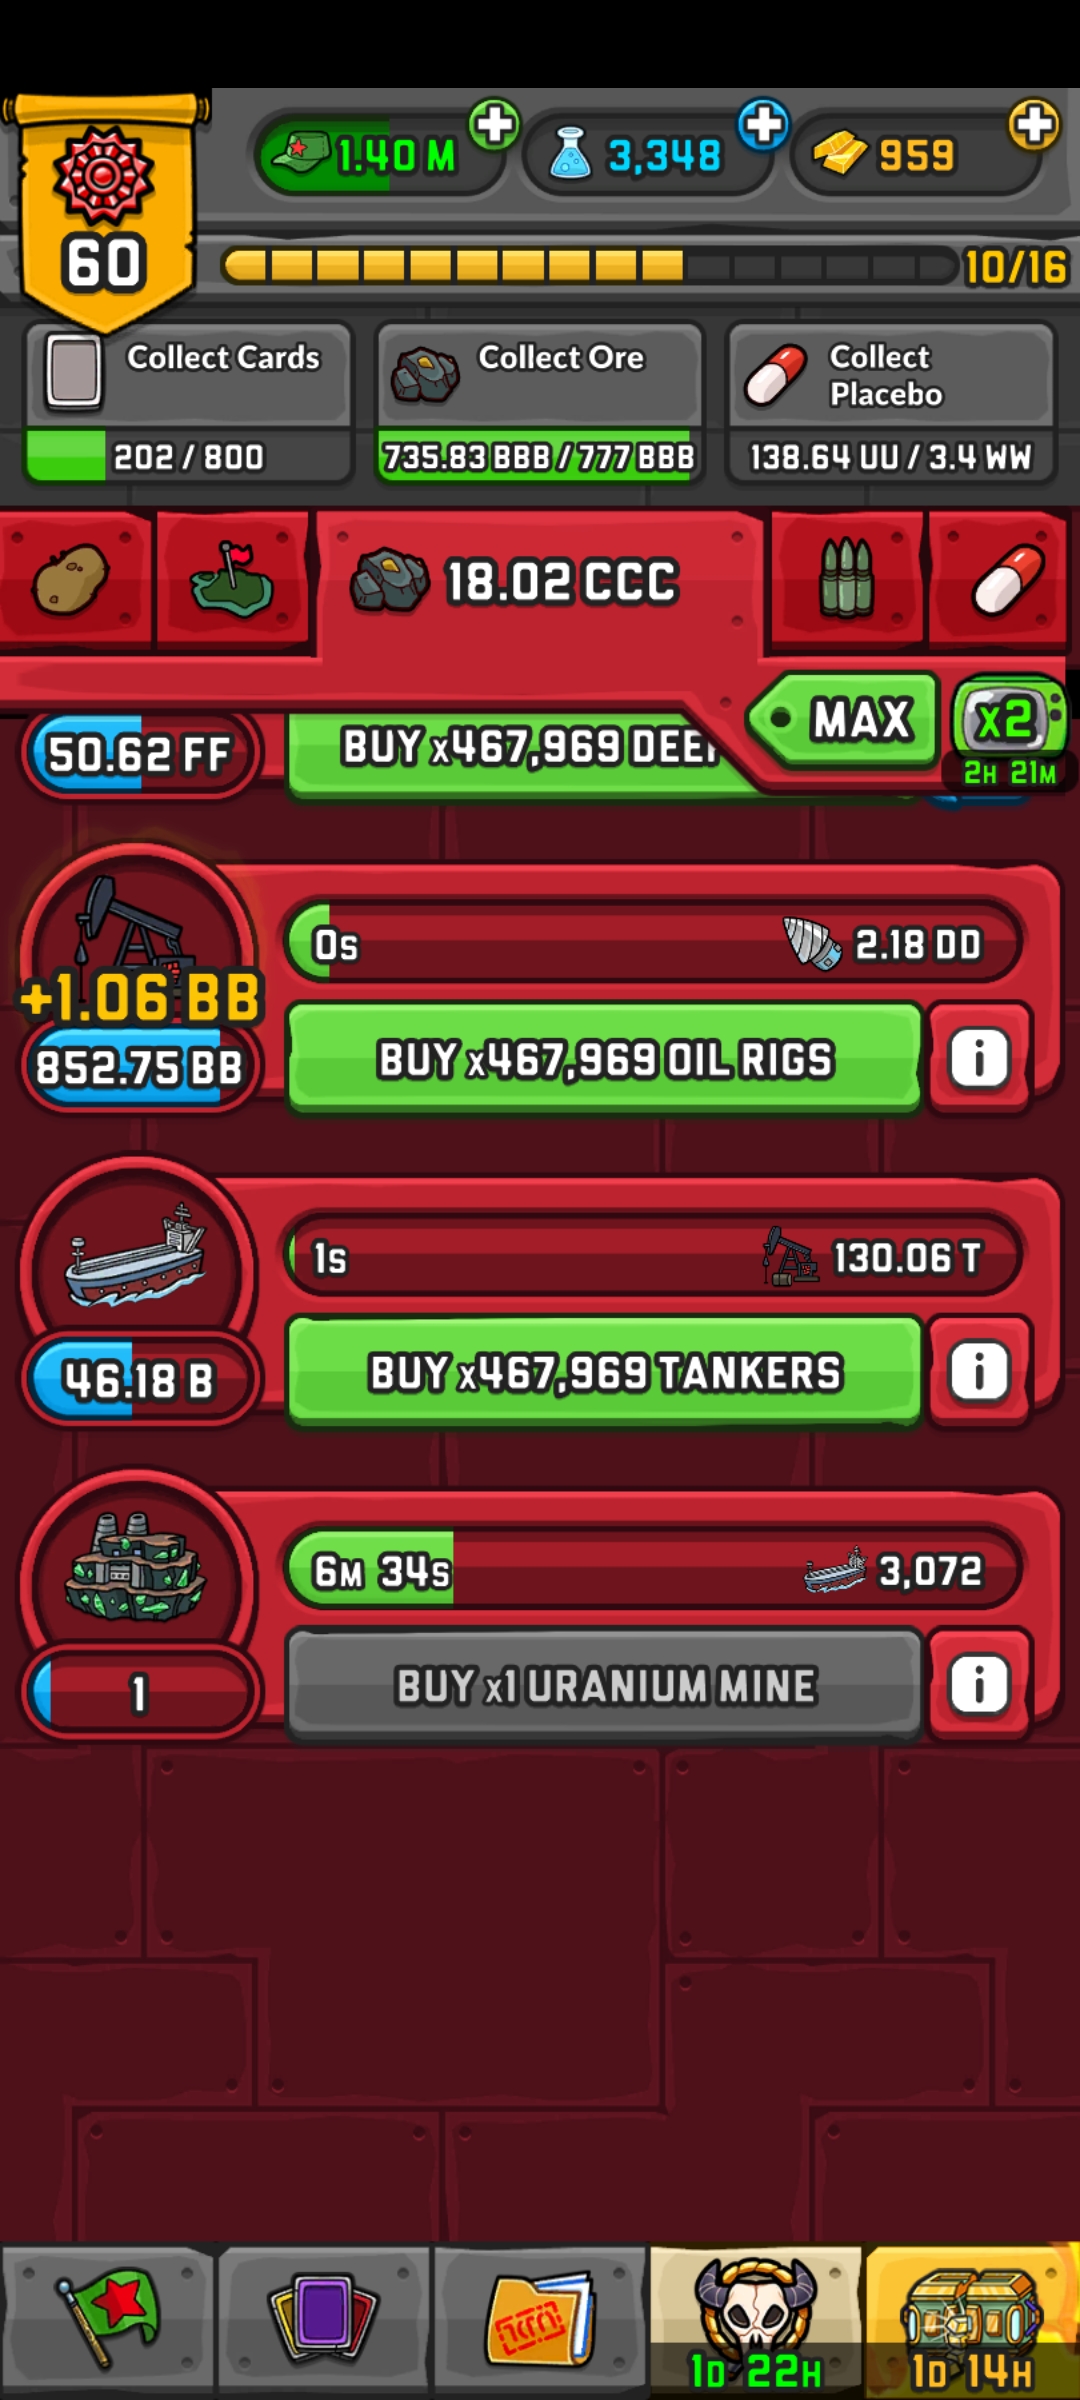 1.40 M
3,348
959
60
10/16
Collect Cards
202 / 800
Collect Ore
735.83 BBB / 777 BBB
Collect
Placebo
138.64 UU / 3.4 WW
18.02 CCC
MAX
x2
2H 21M
50.62 FF
BUY x467,969
0s
2.18 DD
+1.06 BB
852.75 BB
BUY x467,969 OIL RIGS
i
1s
130.06 T
46.18 B
BUY x467,969 TANKERS
i
6M 34s
3,072
1
BUY x1 URANIUM MINE
i
1D 22H
1D 14H